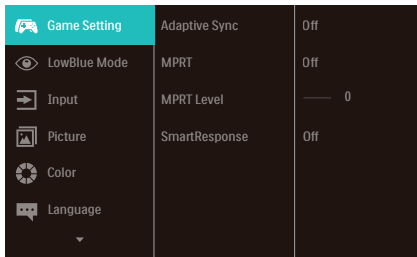 Game Setting Adaptive Sync Off
LowBlue Mode MPRT Off
Input MPRT Level 0
Picture SmartResponse Off
Color
Language